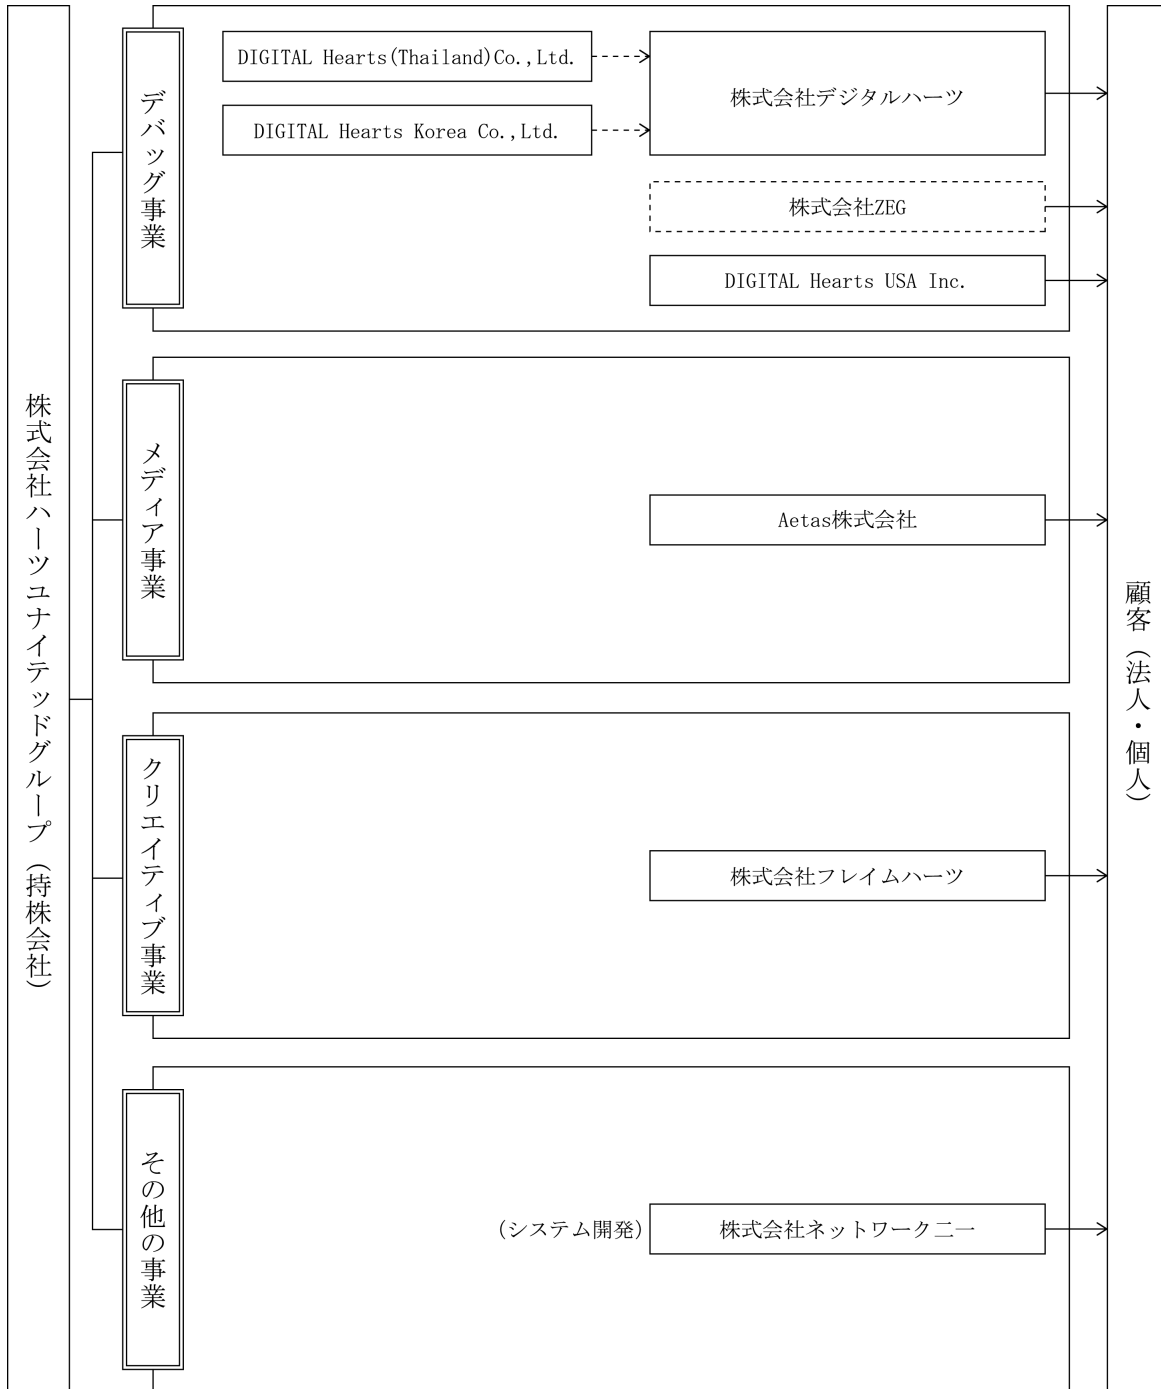 株式会社ハーツユナイテッドグループ（持株会社）
デバッグ事業
DIGITAL Hearts(Thailand)Co.,Ltd.
株式会社デジタルハーツ
DIGITAL Hearts Korea Co.,Ltd.
株式会社ZEG
DIGITAL Hearts USA Inc.
メディア事業
Aetas株式会社
クリエイティブ事業
株式会社フレイムハーツ
その他の事業
(システム開発)
株式会社ネットワーク二一
顧客（法人・個人）